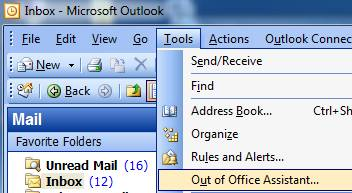 Inbox - Microsoft Outlook
File Edit View Go Tools Actions Outlook Connec
New
Back
Send/Receive
Find
Address Book... Ctrl+Sh
Organize
Rules and Alerts...
Out of Office Assistant...
Mail
Favorite Folders
Unread Mail (16)
Inbox (12)